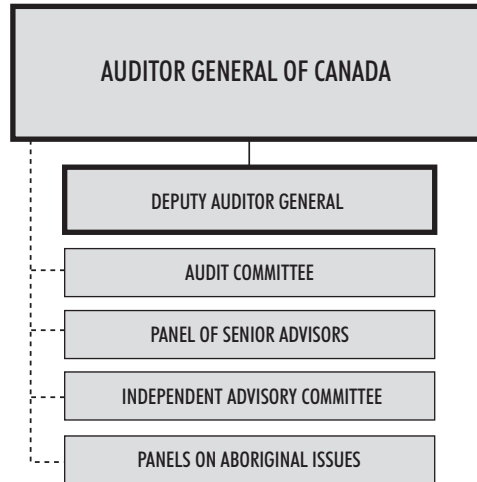 AUDITOR GENERAL OF CANADA
DEPUTY AUDITOR GENERAL
AUDIT COMMITTEE
PANEL OF SENIOR ADVISORS
INDEPENDENT ADVISORY COMMITTEE
PANELS ON ABORIGINAL ISSUES